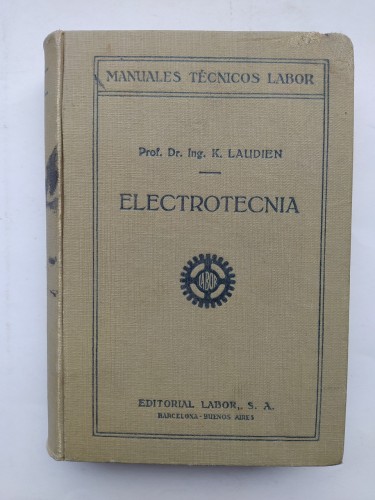 MANUALES TÉCNICOS LABOR
Prof. Dr. Ing. K. LAUDIEN
ELECTROTECNIA
LABOR
EDITORIAL LABOR, S. A.
BARCELONA-BUENOS AIRES